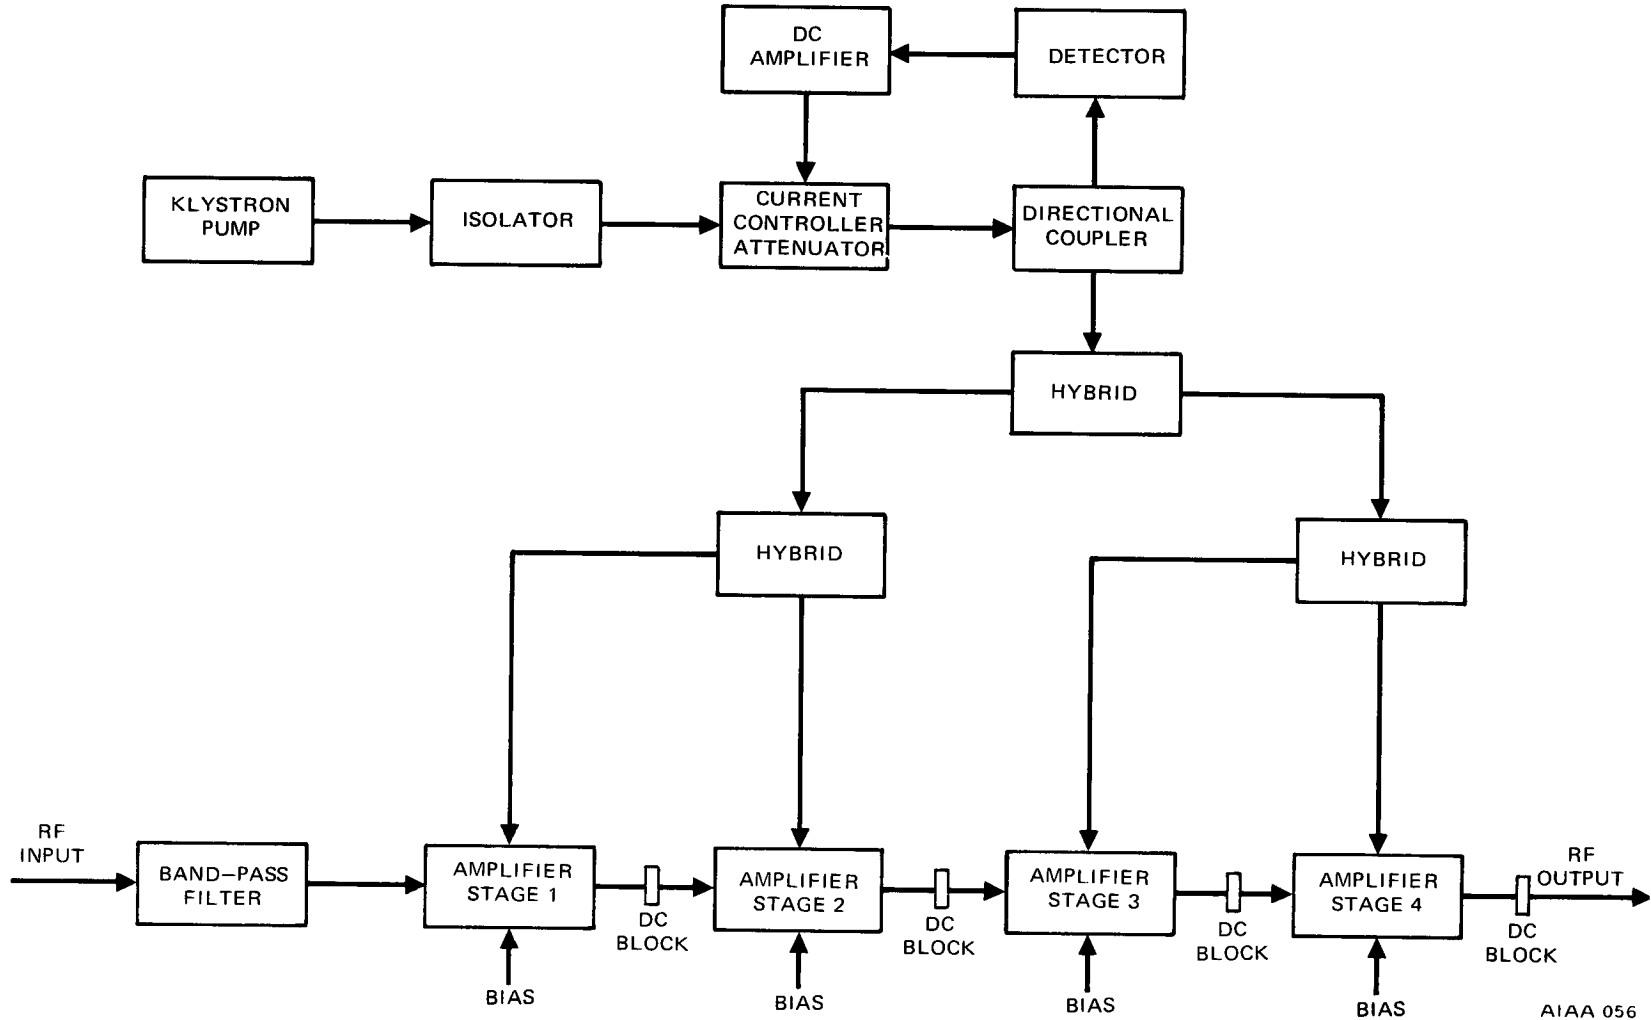 DC
AMPLIFIER
DETECTOR
KLYSTRON
PUMP
ISOLATOR
CURRENT
CONTROLLER
ATTENUATOR
DIRECTIONAL
COUPLER
HYBRID
HYBRID
HYBRID
RF
INPUT
BAND-PASS
FILTER
AMPLIFIER
STAGE 1
DC
BLOCK
AMPLIFIER
STAGE 2
DC
BLOCK
AMPLIFIER
STAGE 3
DC
BLOCK
AMPLIFIER
STAGE 4
RF
OUTPUT
DC
BLOCK
BIAS
BIAS
BIAS
BIAS
AIAA 056